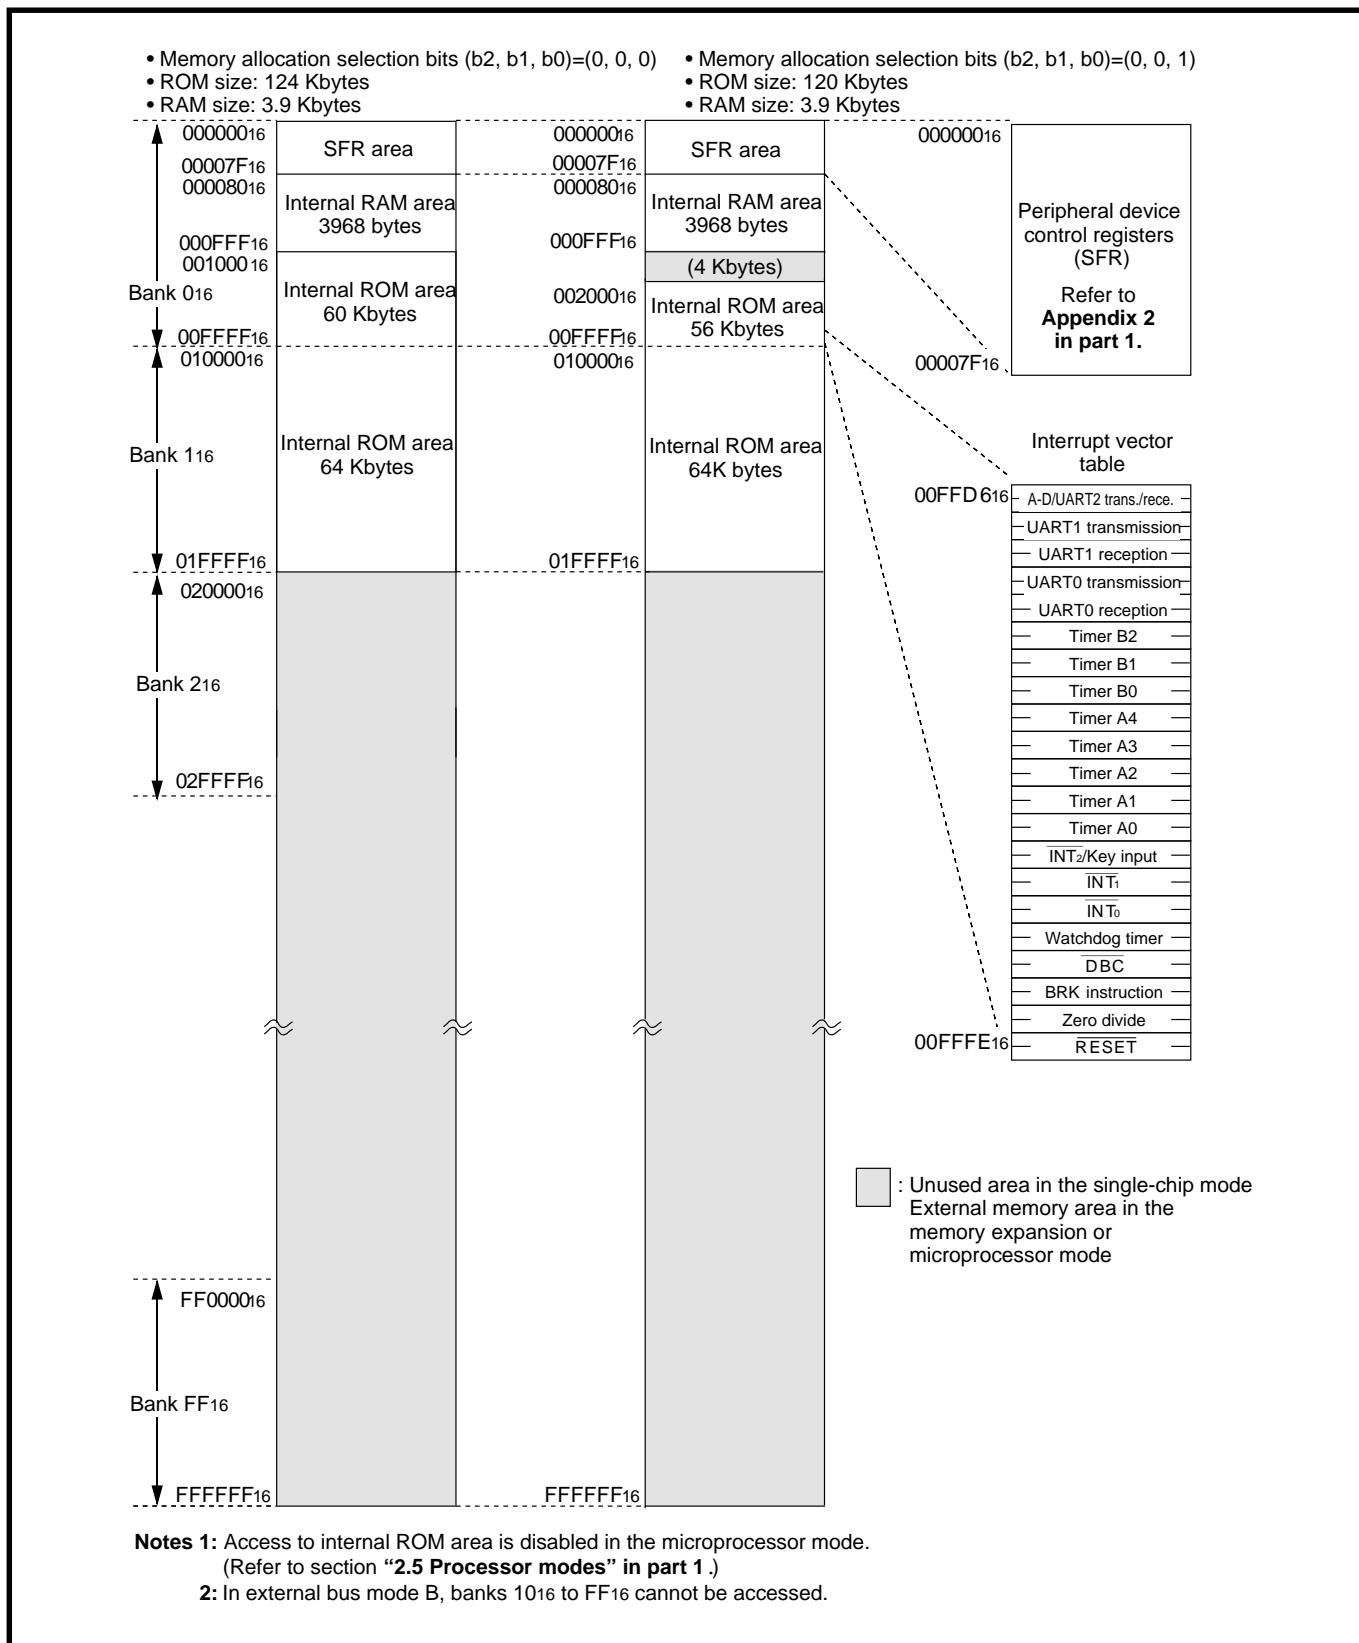 • Memory allocation selection bits (b2, b1, b0)=(0, 0, 0)
• ROM size: 124 Kbytes
• RAM size: 3.9 Kbytes
• Memory allocation selection bits (b2, b1, b0)=(0, 0, 1)
• ROM size: 120 Kbytes
• RAM size: 3.9 Kbytes
000000₁₆
00007F₁₆
000080₁₆
000FFF₁₆
001000₁₆
Bank 0₁₆
00FFFF₁₆
010000₁₆
Bank 1₁₆
01FFFF₁₆
020000₁₆
Bank 2₁₆
02FFFF₁₆
FF0000₁₆
Bank FF₁₆
FFFFFF₁₆
SFR area
Internal RAM area
3968 bytes
Internal ROM area
60 Kbytes
Internal ROM area
64 Kbytes
000000₁₆
00007F₁₆
000080₁₆
000FFF₁₆
002000₁₆
00FFFF₁₆
010000₁₆
01FFFF₁₆
FFFFFF₁₆
SFR area
Internal RAM area
3968 bytes
(4 Kbytes)
Internal ROM area
56 Kbytes
Internal ROM area
64K bytes
000000₁₆
Peripheral device
control registers
(SFR)
Refer to
Appendix 2
in part 1.
00007F₁₆
Interrupt vector
table
00FFD6₁₆
A-D/UART2 trans./rece.
UART1 transmission
UART1 reception
UART0 transmission
UART0 reception
Timer B2
Timer B1
Timer B0
Timer A4
Timer A3
Timer A2
Timer A1
Timer A0
INT₂/Key input
INT₁
INT₀
Watchdog timer
DBC
BRK instruction
Zero divide
00FFFE₁₆
RESET
: Unused area in the single-chip mode
External memory area in the
memory expansion or
microprocessor mode
Notes 1: Access to internal ROM area is disabled in the microprocessor mode.
(Refer to section “2.5 Processor modes” in part 1 .)
2: In external bus mode B, banks 10₁₆ to FF₁₆ cannot be accessed.